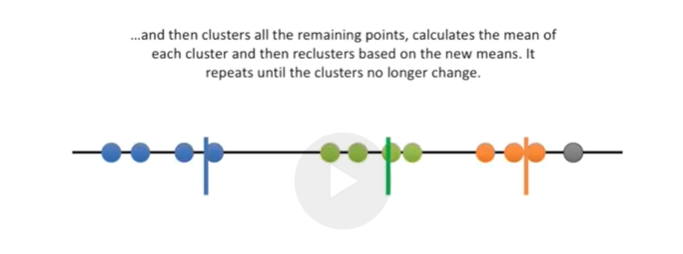 ...and then clusters all the remaining points, calculates the mean of
each cluster and then reclusters based on the new means. It
repeats until the clusters no longer change.